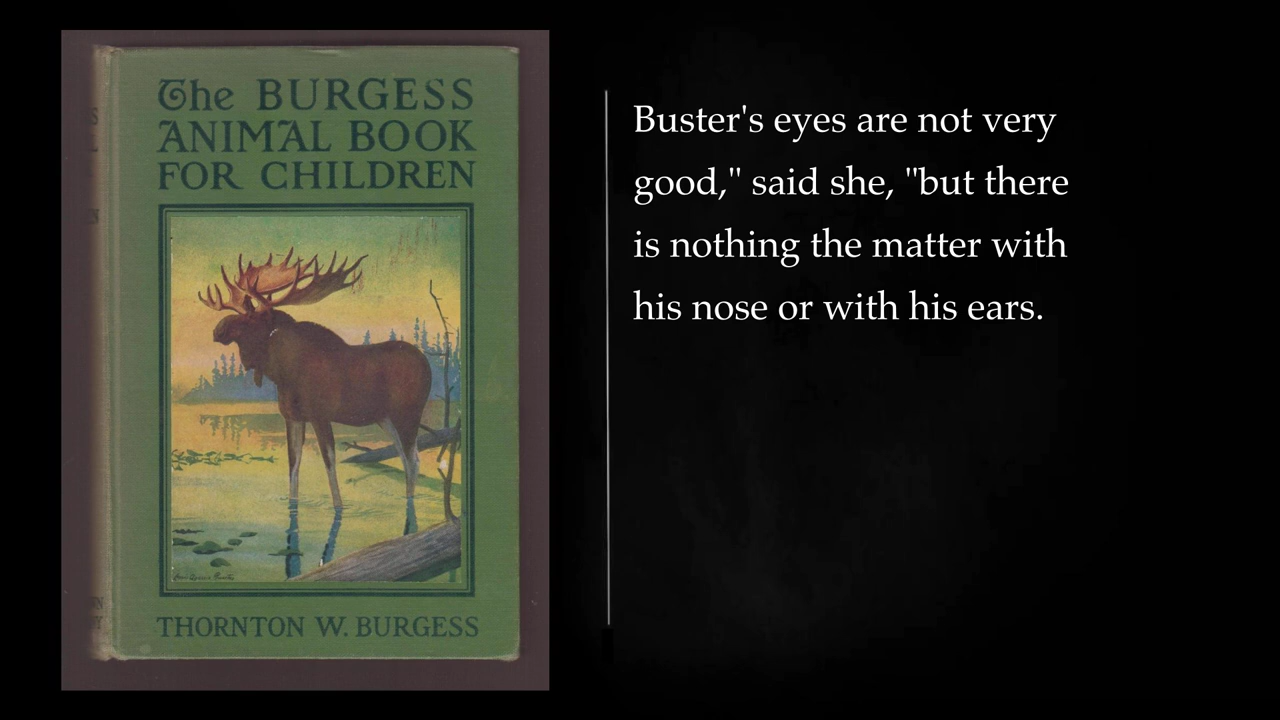 The BURGESS
ANIMAL BOOK
FOR CHILDREN
THORNTON W. BURGESS
Buster's eyes are not very
good," said she, "but there
is nothing the matter with
his nose or with his ears.